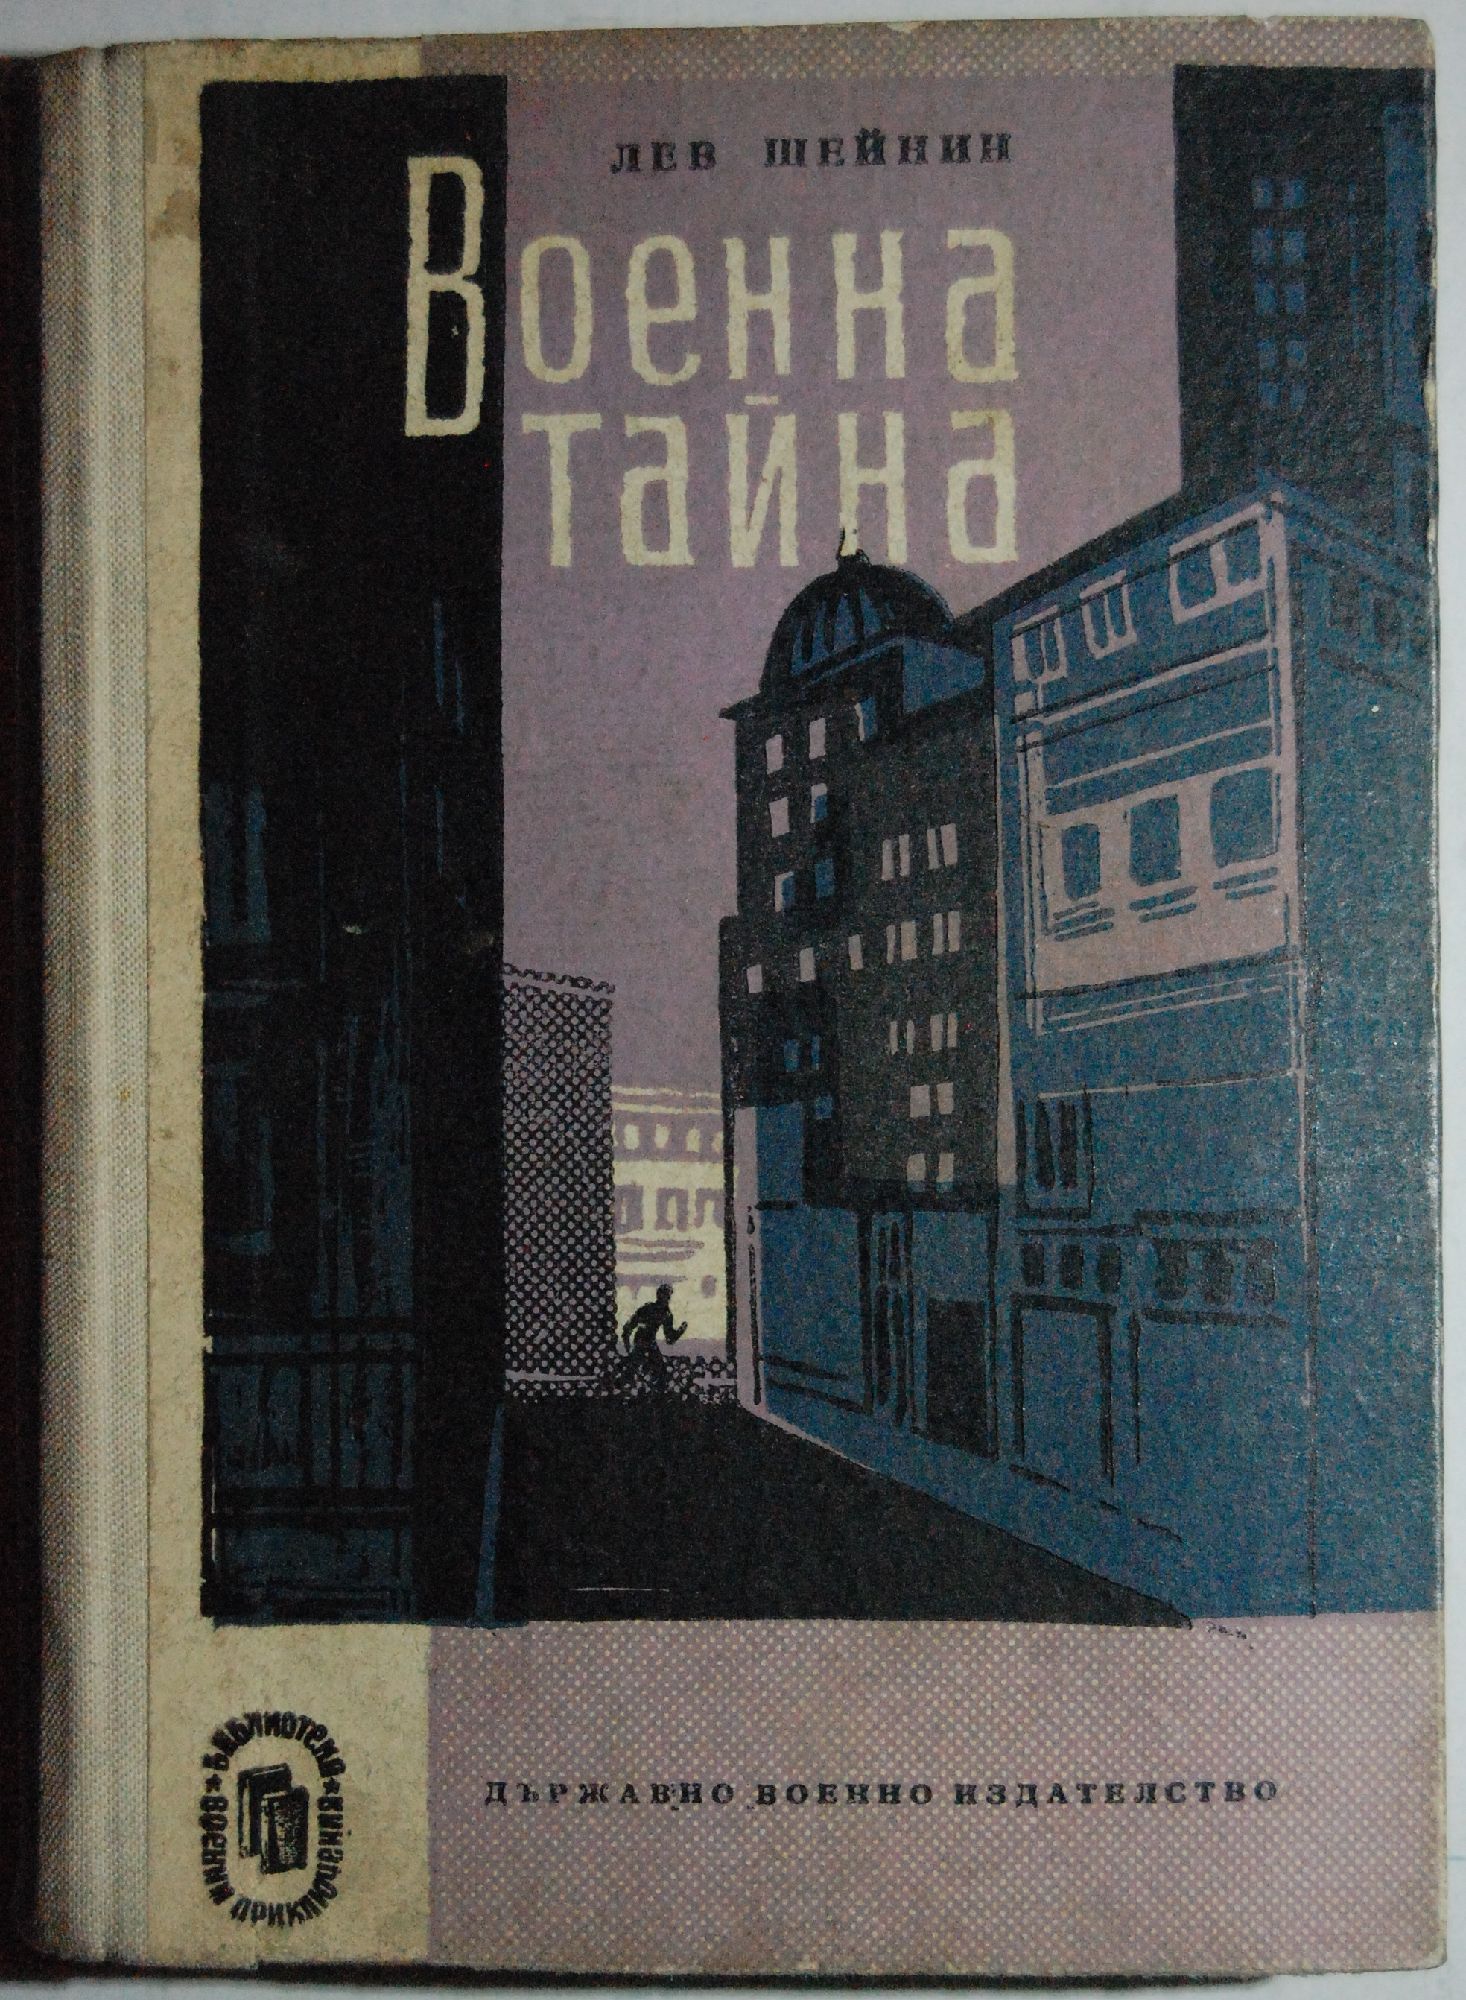 ЛЕВ ШЕЙНИН
Военна
тайна
ДЪРЖАВНО ВОЕННО ИЗДАТЕЛСТВО
БИБЛИОТЕКА
ВОЕННИ ПРИКЛЮЧЕНИЯ